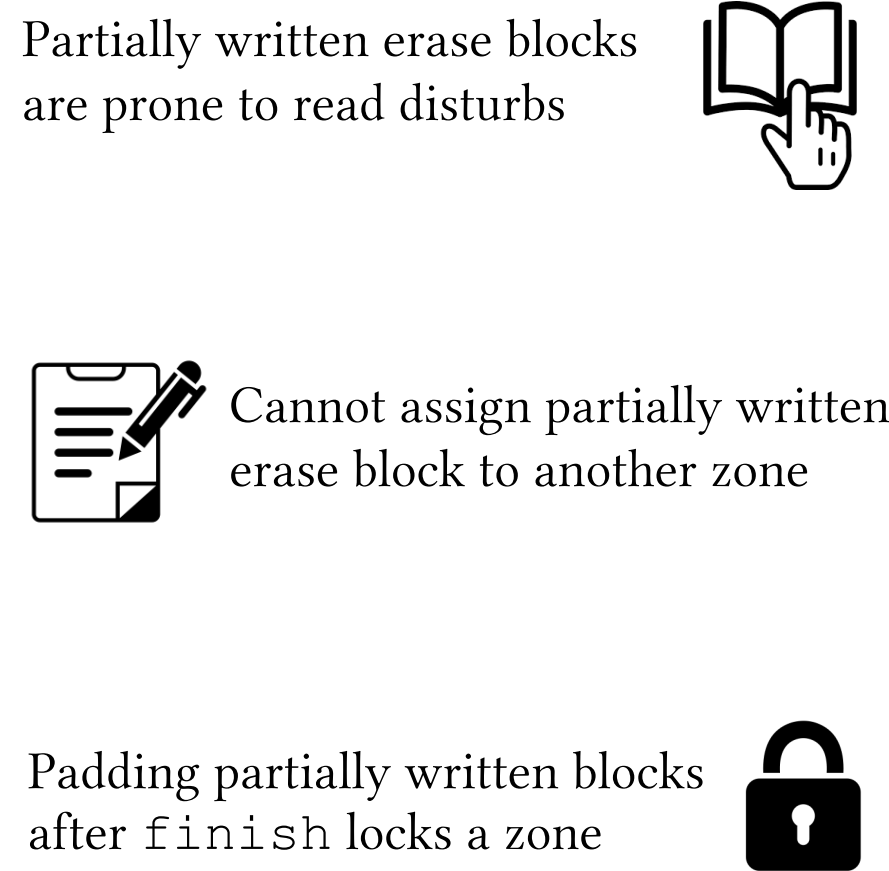 Partially written erase blocks
are prone to read disturbs
Cannot assign partially written
erase block to another zone
Padding partially written blocks
after finish locks a zone